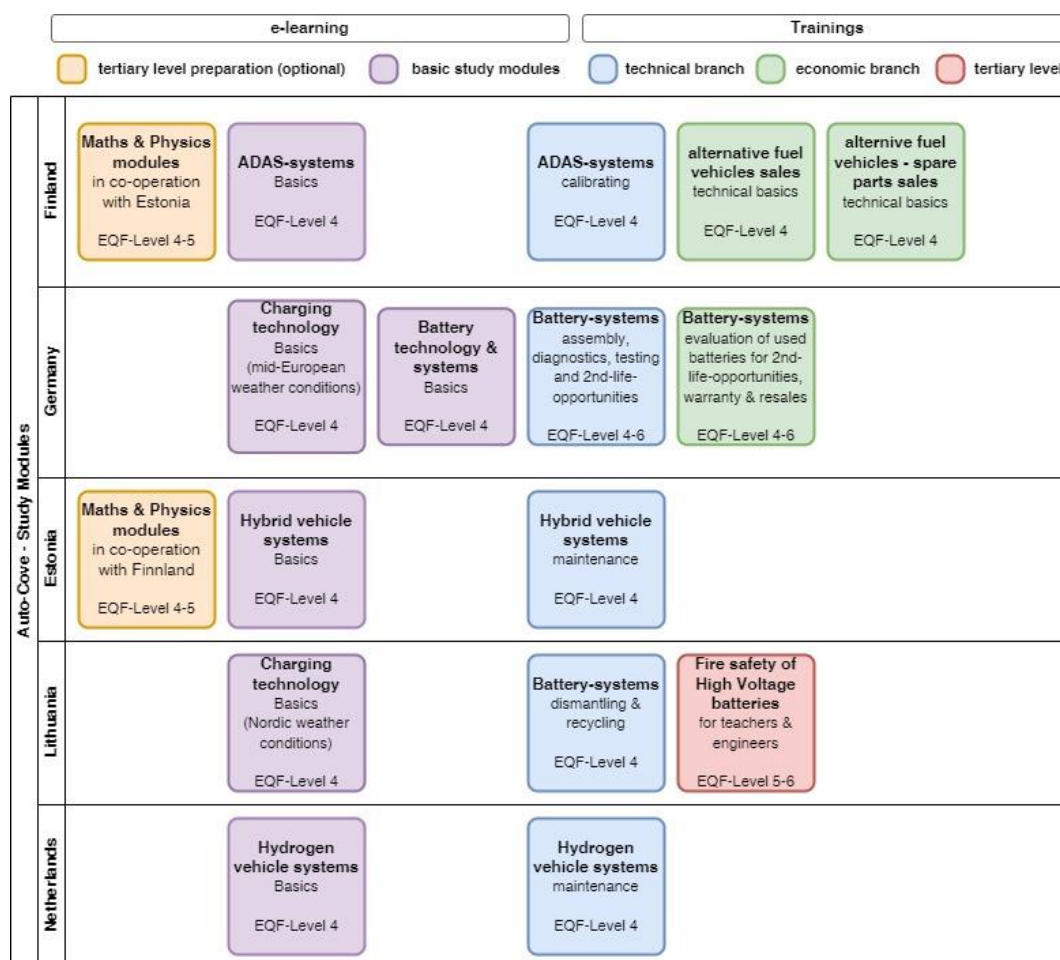 e-learning
Trainings
tertiary level preparation (optional)
basic study modules
technical branch
economic branch
tertiary level
Auto-Cove - Study Modules
Finland
Maths & Physics
modules
in co-operation
with Estonia
EQF-Level 4-5
ADAS-systems
Basics
EQF-Level 4
ADAS-systems
calibrating
EQF-Level 4
alternative fuel
vehicles sales
technical basics
EQF-Level 4
alternive fuel
vehicles - spare
parts sales
technical basics
EQF-Level 4
Germany
Charging
technology
Basics
(mid-European
weather conditions)
EQF-Level 4
Battery
technology &
systems
Basics
EQF-Level 4
Battery-systems
assembly,
diagnostics, testing
and 2nd-life-
opportunities
EQF-Level 4-6
Battery-systems
evaluation of used
batteries for 2nd-
life-opportunities,
warranty & resales
EQF-Level 4-6
Estonia
Maths & Physics
modules
in co-operation
with Finnland
EQF-Level 4-5
Hybrid vehicle
systems
Basics
EQF-Level 4
Hybrid vehicle
systems
maintenance
EQF-Level 4
Lithuania
Charging
technology
Basics
(Nordic weather
conditions)
EQF-Level 4
Battery-systems
dismantling &
recycling
EQF-Level 4
Fire safety of
High Voltage
batteries
for teachers &
engineers
EQF-Level 5-6
Netherlands
Hydrogen
vehicle systems
Basics
EQF-Level 4
Hydrogen
vehicle systems
maintenance
EQF-Level 4